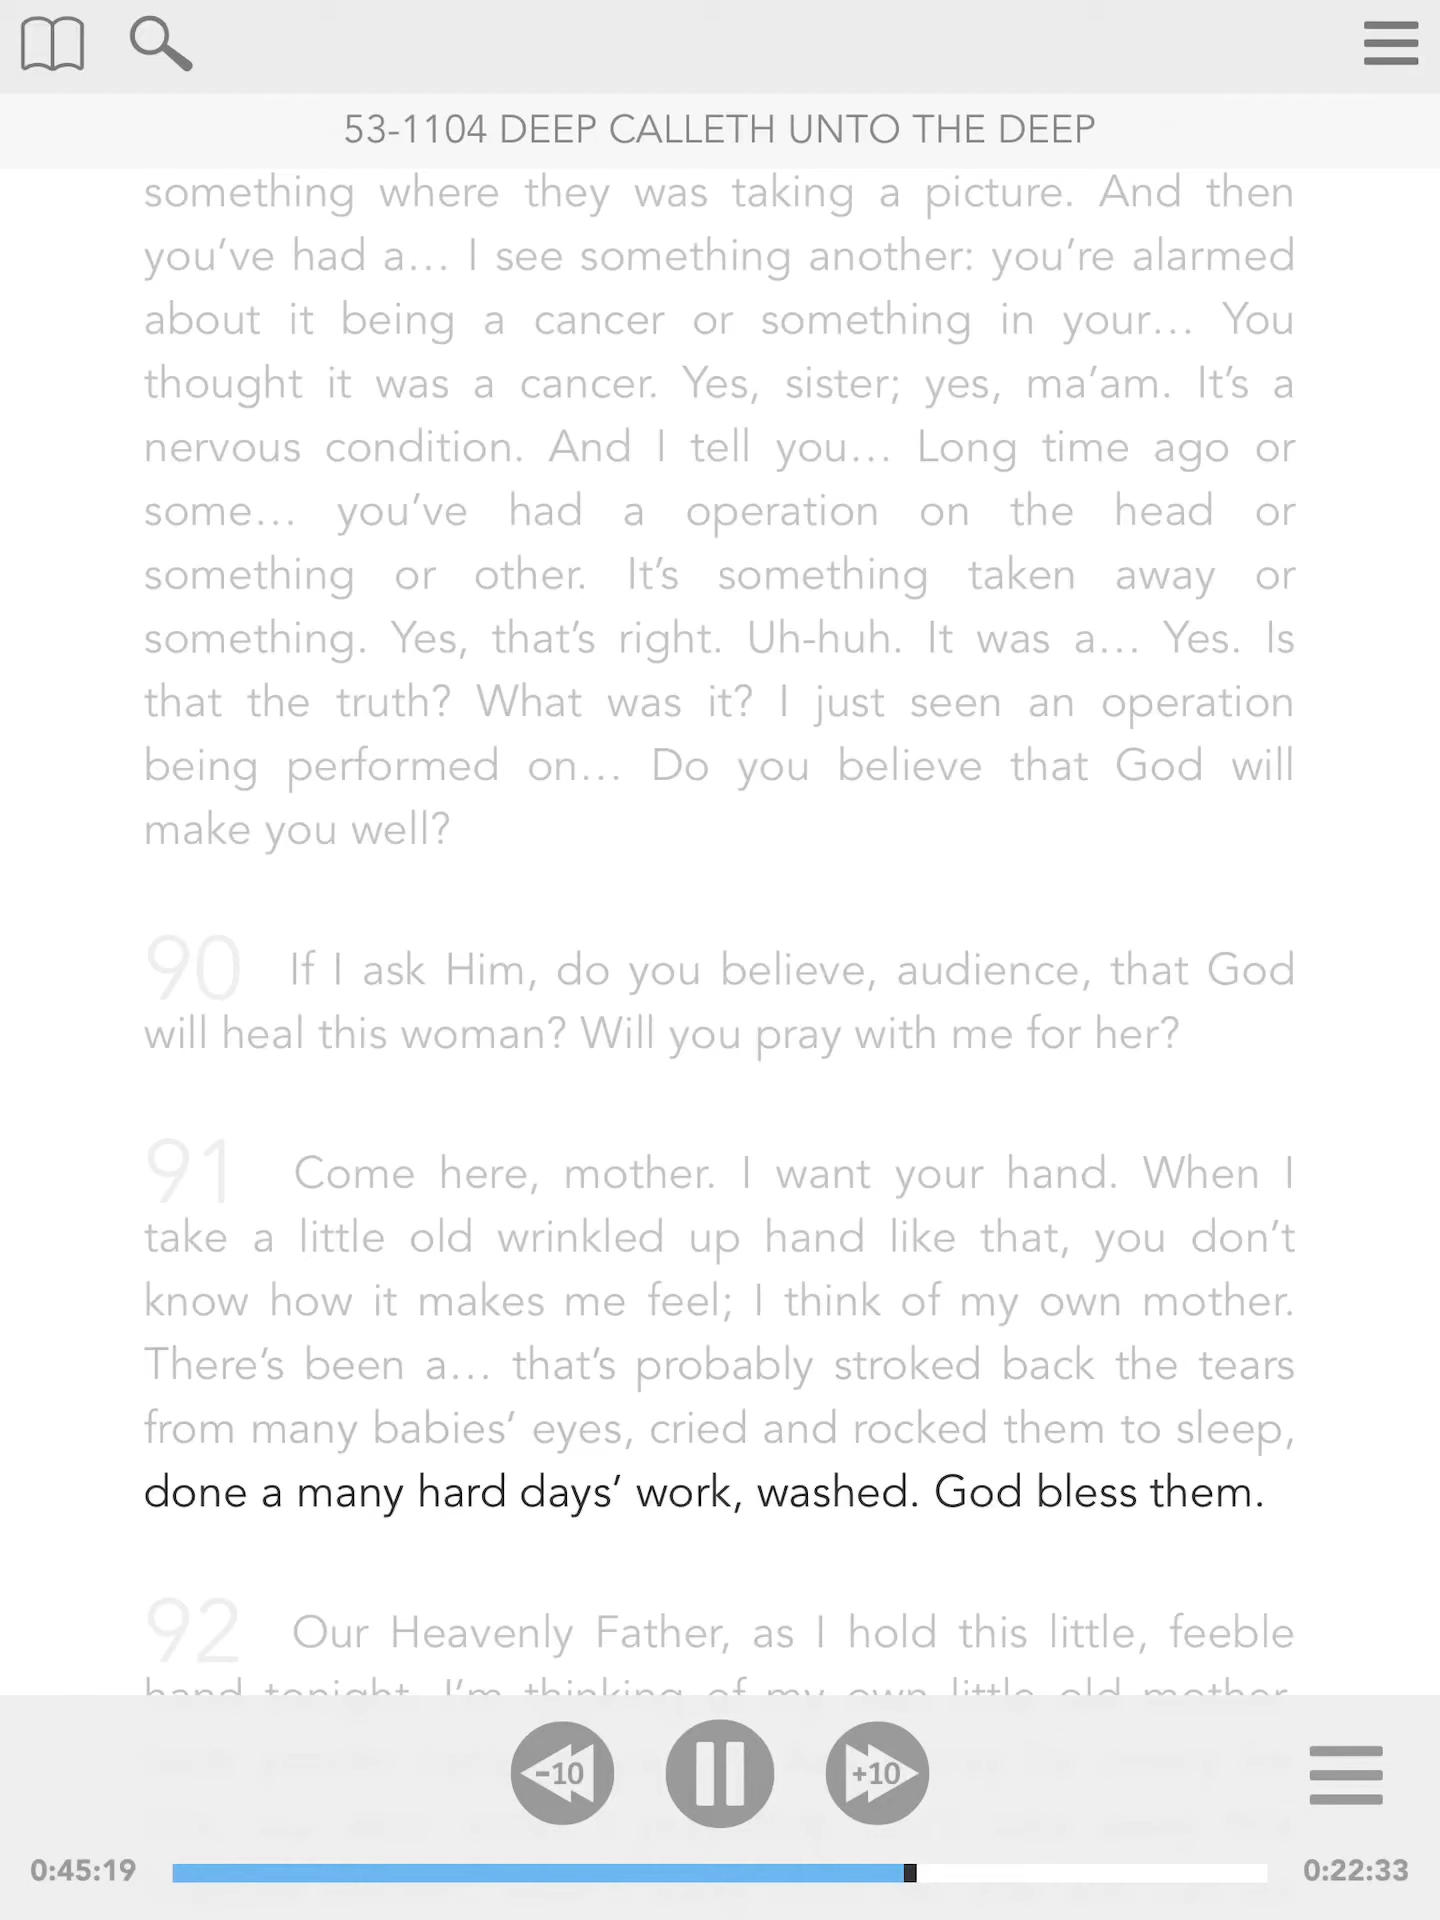 53-1104 DEEP CALLETH UNTO THE DEEP
something where they was taking a picture. And then
you’ve had a… I see something another: you’re alarmed
about it being a cancer or something in your… You
thought it was a cancer. Yes, sister; yes, ma’am. It’s a
nervous condition. And I tell you… Long time ago or
some… you’ve had a operation on the head or
something or other. It’s something taken away or
something. Yes, that’s right. Uh-huh. It was a… Yes. Is
that the truth? What was it? I just seen an operation
being performed on… Do you believe that God will
make you well?
90 If I ask Him, do you believe, audience, that God
will heal this woman? Will you pray with me for her?
91 Come here, mother. I want your hand. When I
take a little old wrinkled up hand like that, you don’t
know how it makes me feel; I think of my own mother.
There’s been a… that’s probably stroked back the tears
from many babies’ eyes, cried and rocked them to sleep,
done a many hard days’ work, washed. God bless them.
92 Our Heavenly Father, as I hold this little, feeble
hand tonight, I’m thinking of my own little old mother
-10 +10
0:45:19 0:22:33